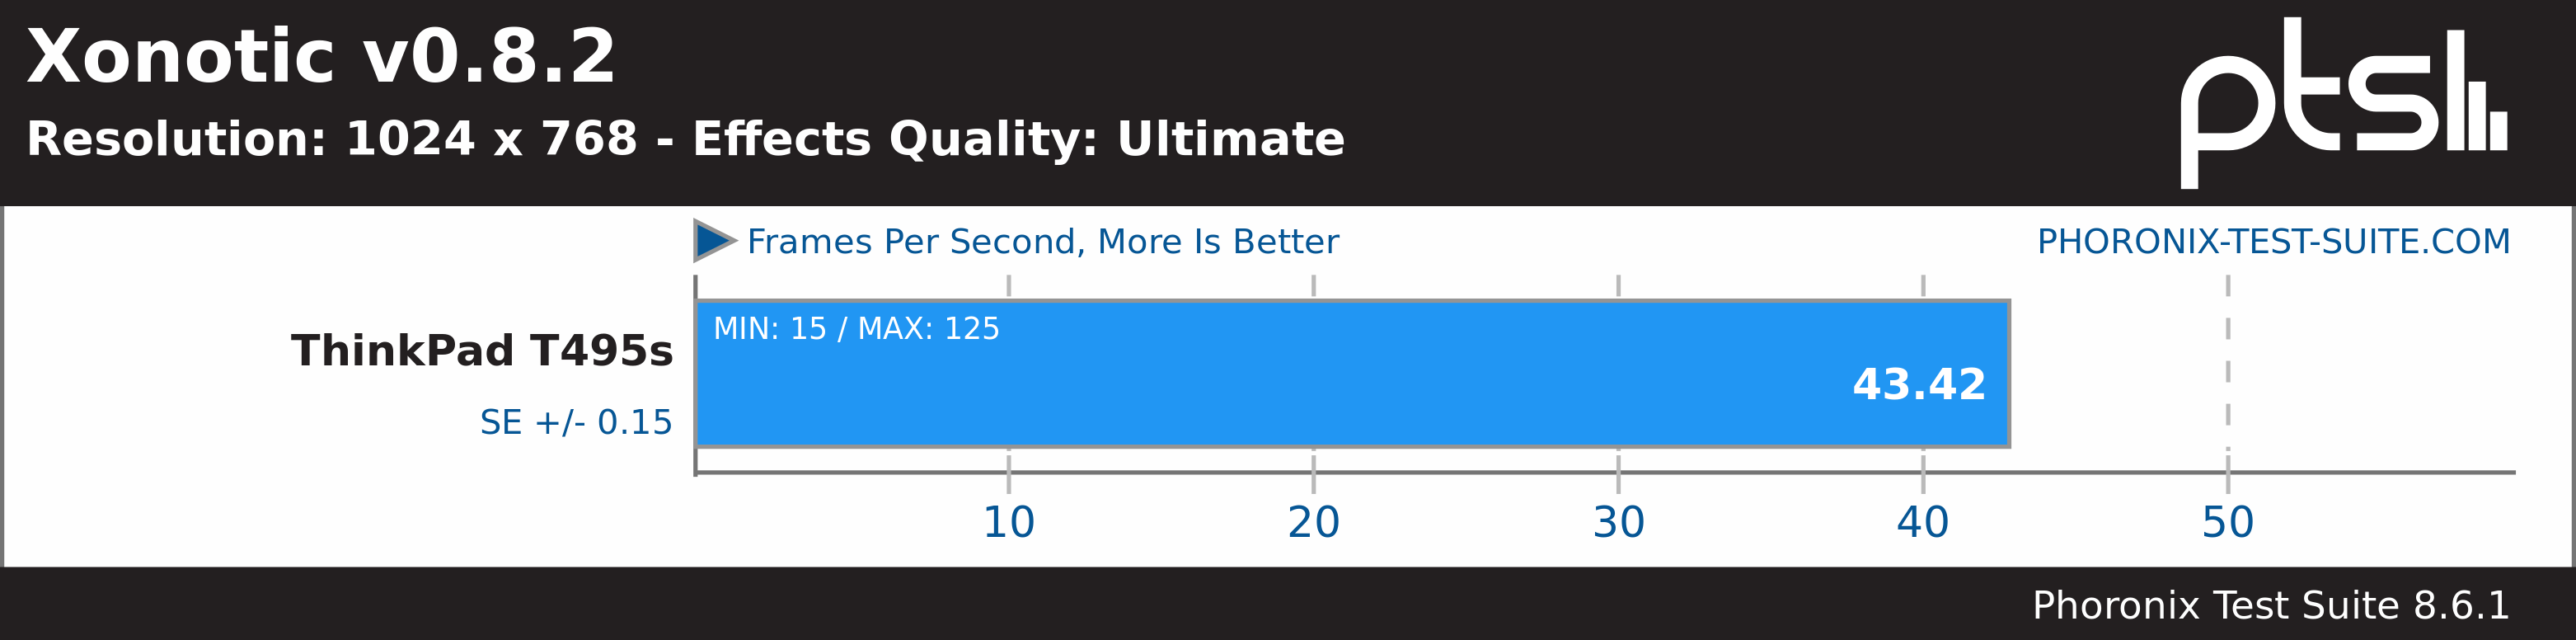 Xonotic v0.8.2
Resolution: 1024 x 768 - Effects Quality: Ultimate
ptsl
Frames Per Second, More Is Better
PHORONIX-TEST-SUITE.COM
ThinkPad T495s
SE +/- 0.15
MIN: 15 / MAX: 125
43.42
10 20 30 40 50
Phoronix Test Suite 8.6.1